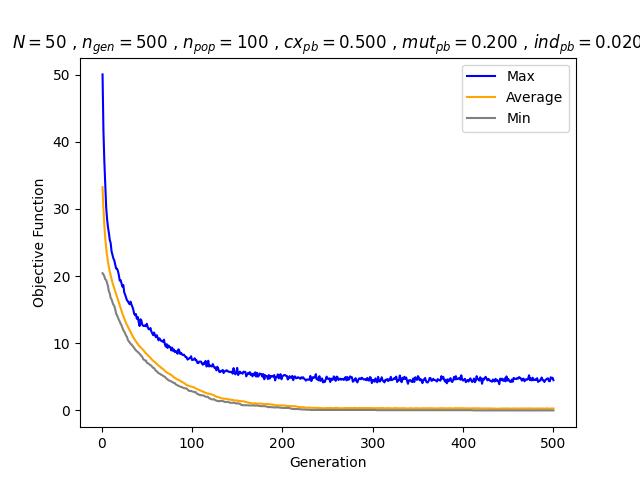 N = 50 , n_gen = 500 , n_pop = 100 , cx_pb = 0.500 , mut_pb = 0.200 , ind_pb = 0.020
Max
Average
Min
50
40
30
20
10
0
Objective Function
0 100 200 300 400 500
Generation